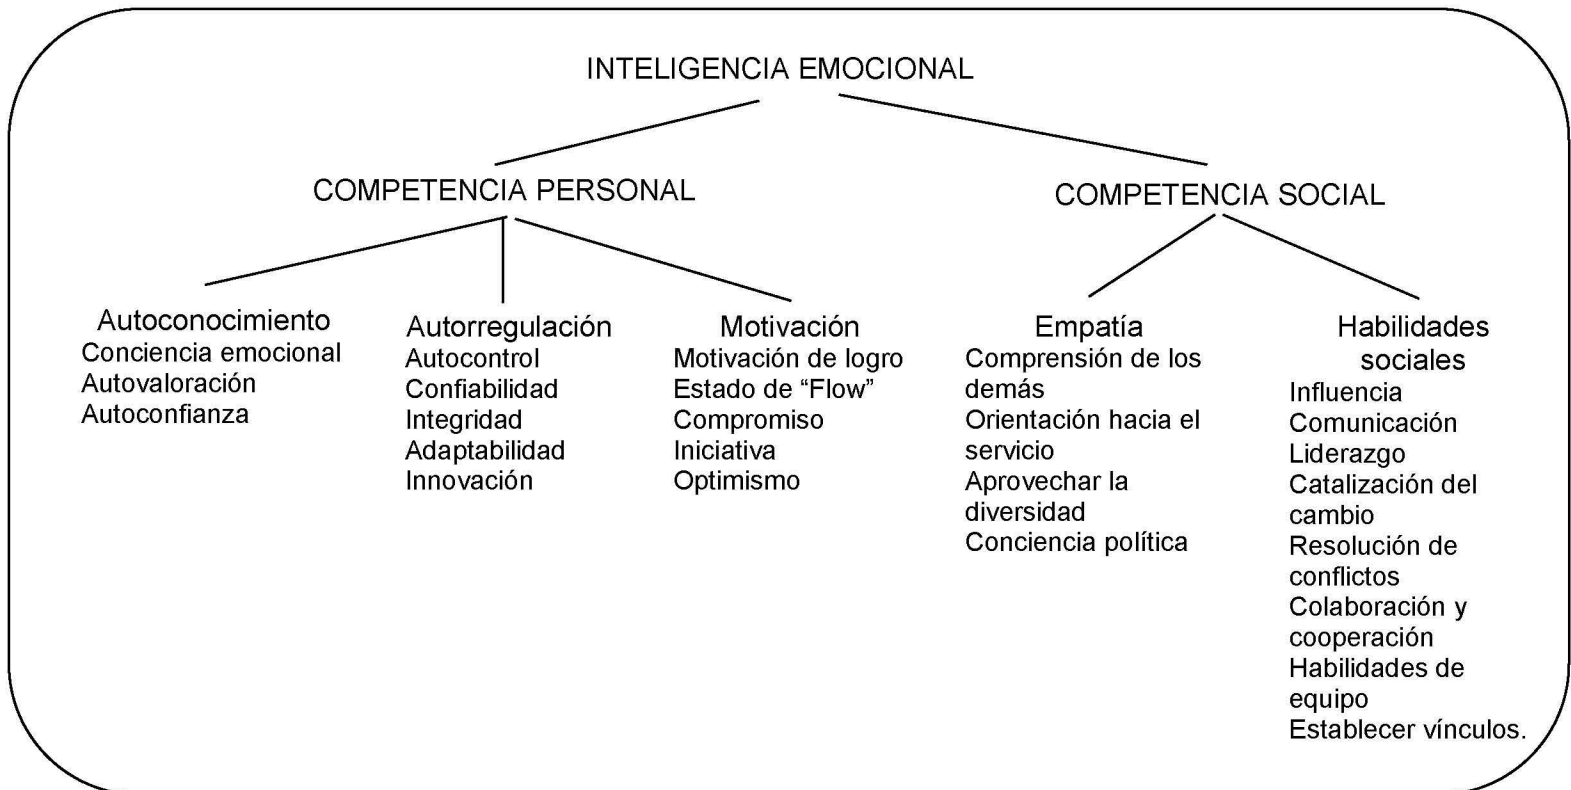 INTELIGENCIA EMOCIONAL
COMPETENCIA PERSONAL
COMPETENCIA SOCIAL
Autoconocimiento
Conciencia emocional
Autovaloración
Autoconfianza
Autorregulación
Autocontrol
Confiabilidad
Integridad
Adaptabilidad
Innovación
Motivación
Motivación de logro
Estado de “Flow”
Compromiso
Iniciativa
Optimismo
Empatía
Comprensión de los
demás
Orientación hacia el
servicio
Aprovechar la
diversidad
Conciencia política
Habilidades
sociales
Influencia
Comunicación
Liderazgo
Catalización del
cambio
Resolución de
conflictos
Colaboración y
cooperación
Habilidades de
equipo
Establecer vínculos.